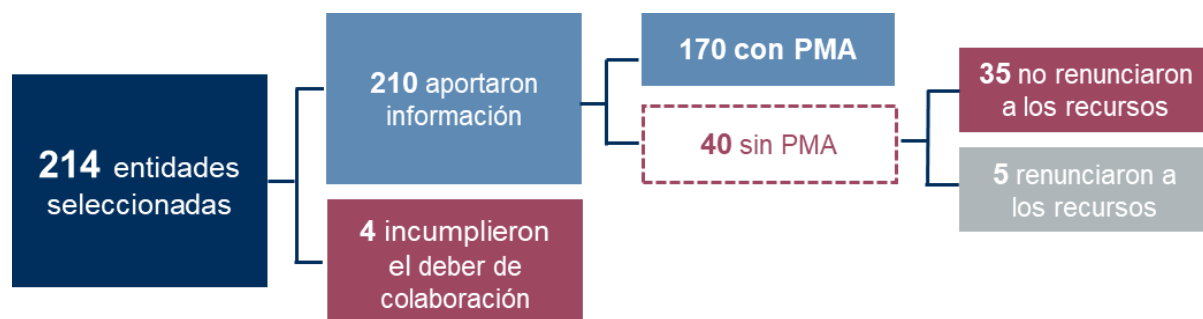 214 entidades
seleccionadas
210 aportaron
información
4 incumplieron
el deber de
colaboración
170 con PMA
40 sin PMA
35 no renunciaron
a los recursos
5 renunciaron a
los recursos